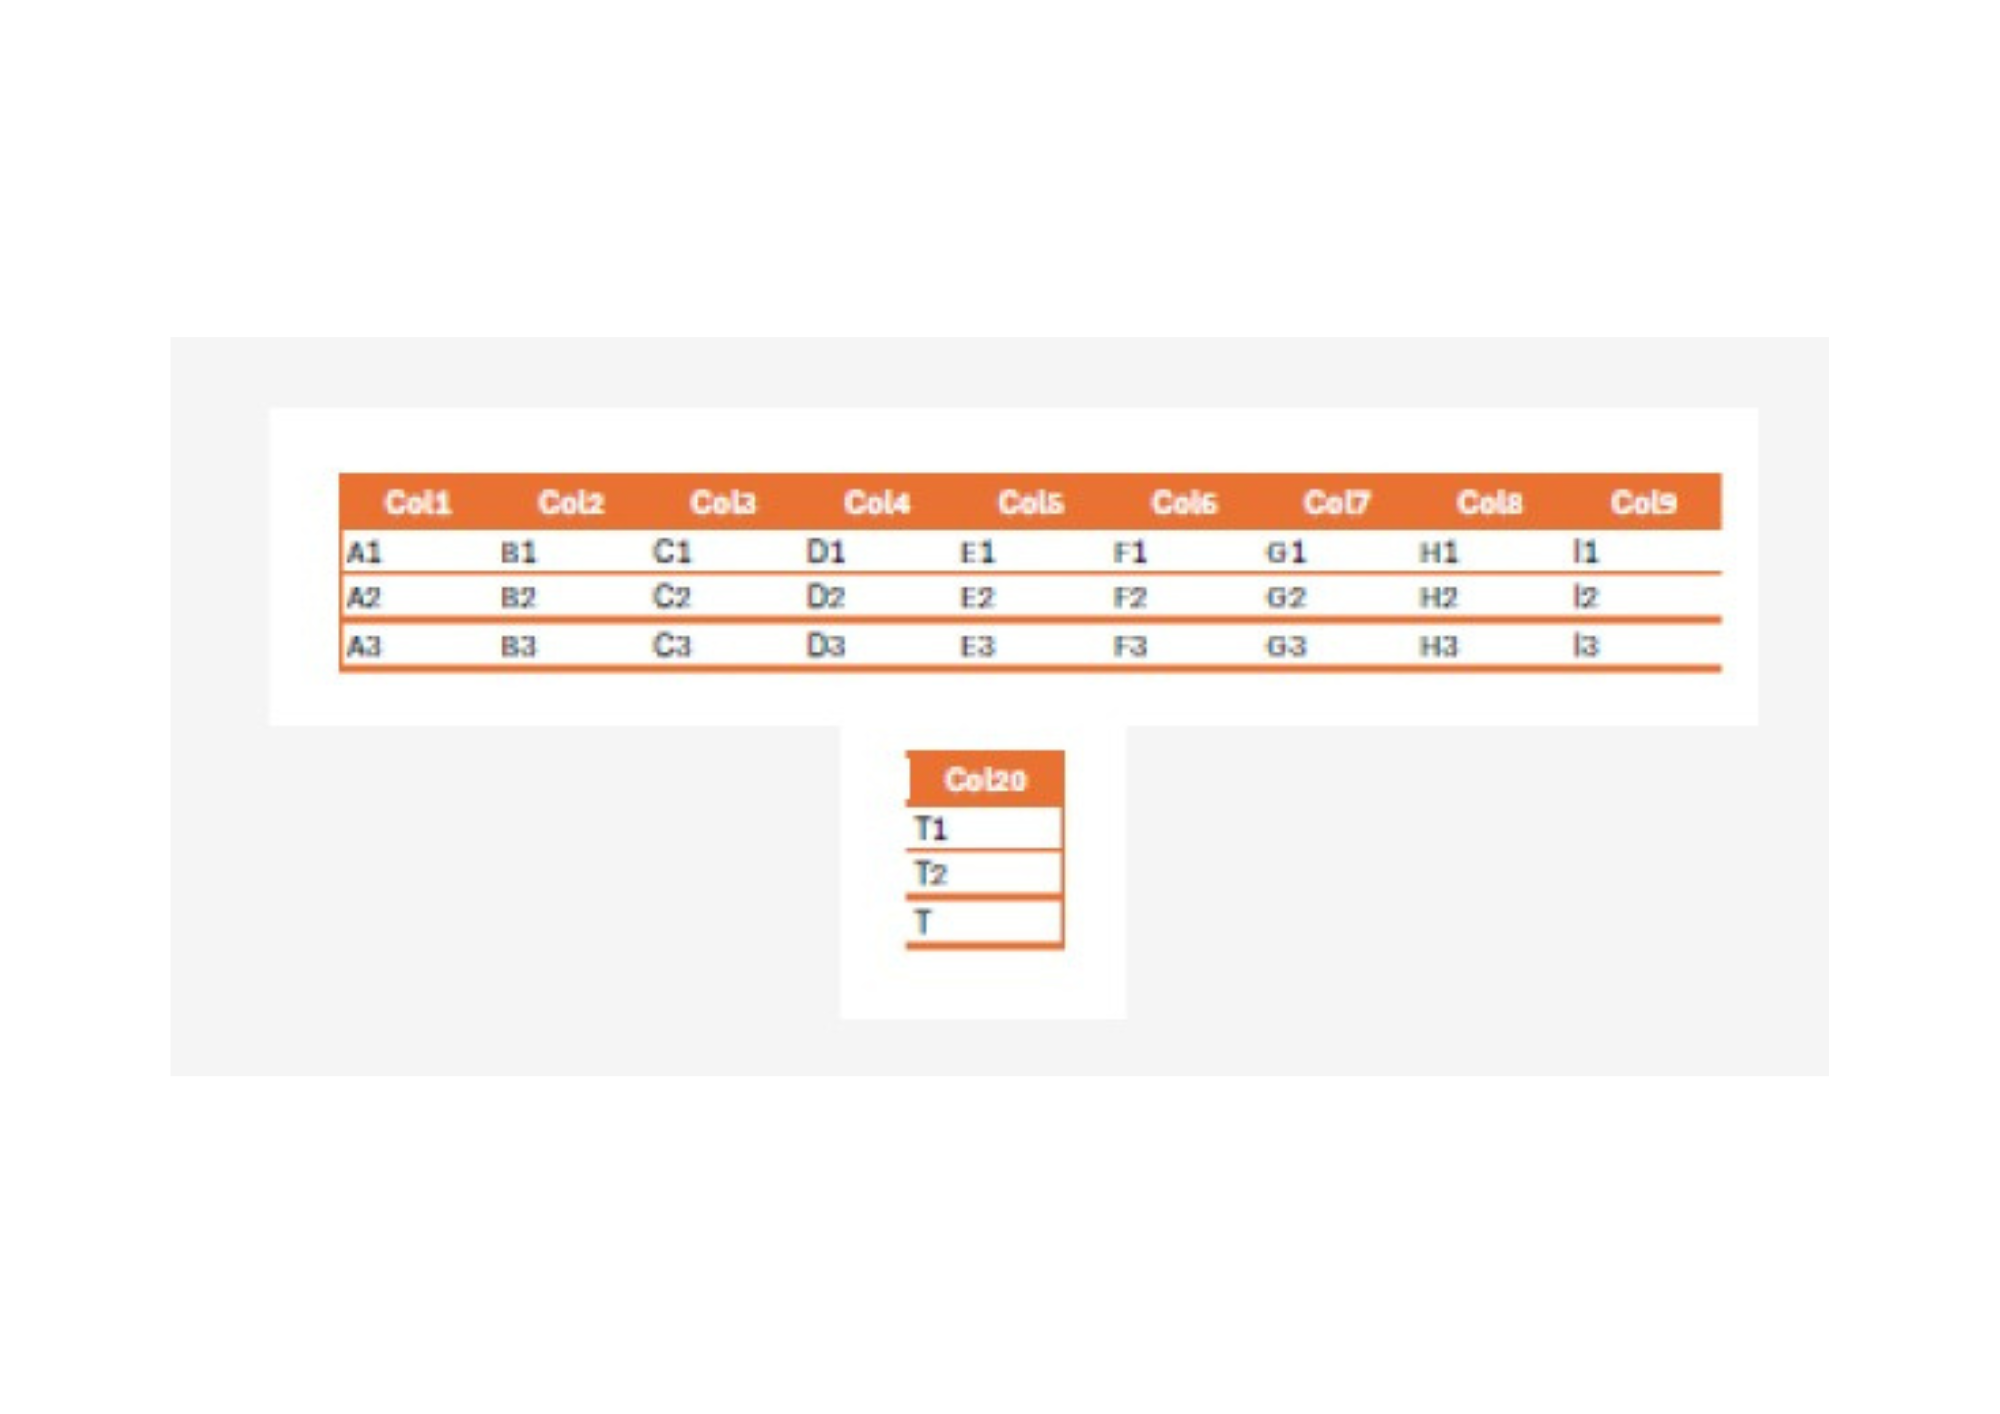 Col1 Col2 Col3 Col4 Col5 Col6 Col7 Col8 Col9
A1 B1 C1 D1 E1 F1 G1 H1 I1
A2 B2 C2 D2 E2 F2 G2 H2 I2
A3 B3 C3 D3 E3 F3 G3 H3 I3
Col20
T1
T2
T